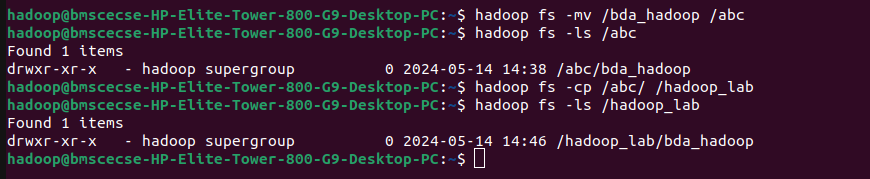 hadoop@bmscecse-HP-Elite-Tower-800-G9-Desktop-PC:~$ hadoop fs -mv /bda_hadoop /abc
hadoop@bmscecse-HP-Elite-Tower-800-G9-Desktop-PC:~$ hadoop fs -ls /abc
Found 1 items
drwxr-xr-x   - hadoop supergroup          0 2024-05-14 14:38 /abc/bda_hadoop
hadoop@bmscecse-HP-Elite-Tower-800-G9-Desktop-PC:~$ hadoop fs -cp /abc/ /hadoop_lab
hadoop@bmscecse-HP-Elite-Tower-800-G9-Desktop-PC:~$ hadoop fs -ls /hadoop_lab
Found 1 items
drwxr-xr-x   - hadoop supergroup          0 2024-05-14 14:46 /hadoop_lab/bda_hadoop
hadoop@bmscecse-HP-Elite-Tower-800-G9-Desktop-PC:~$